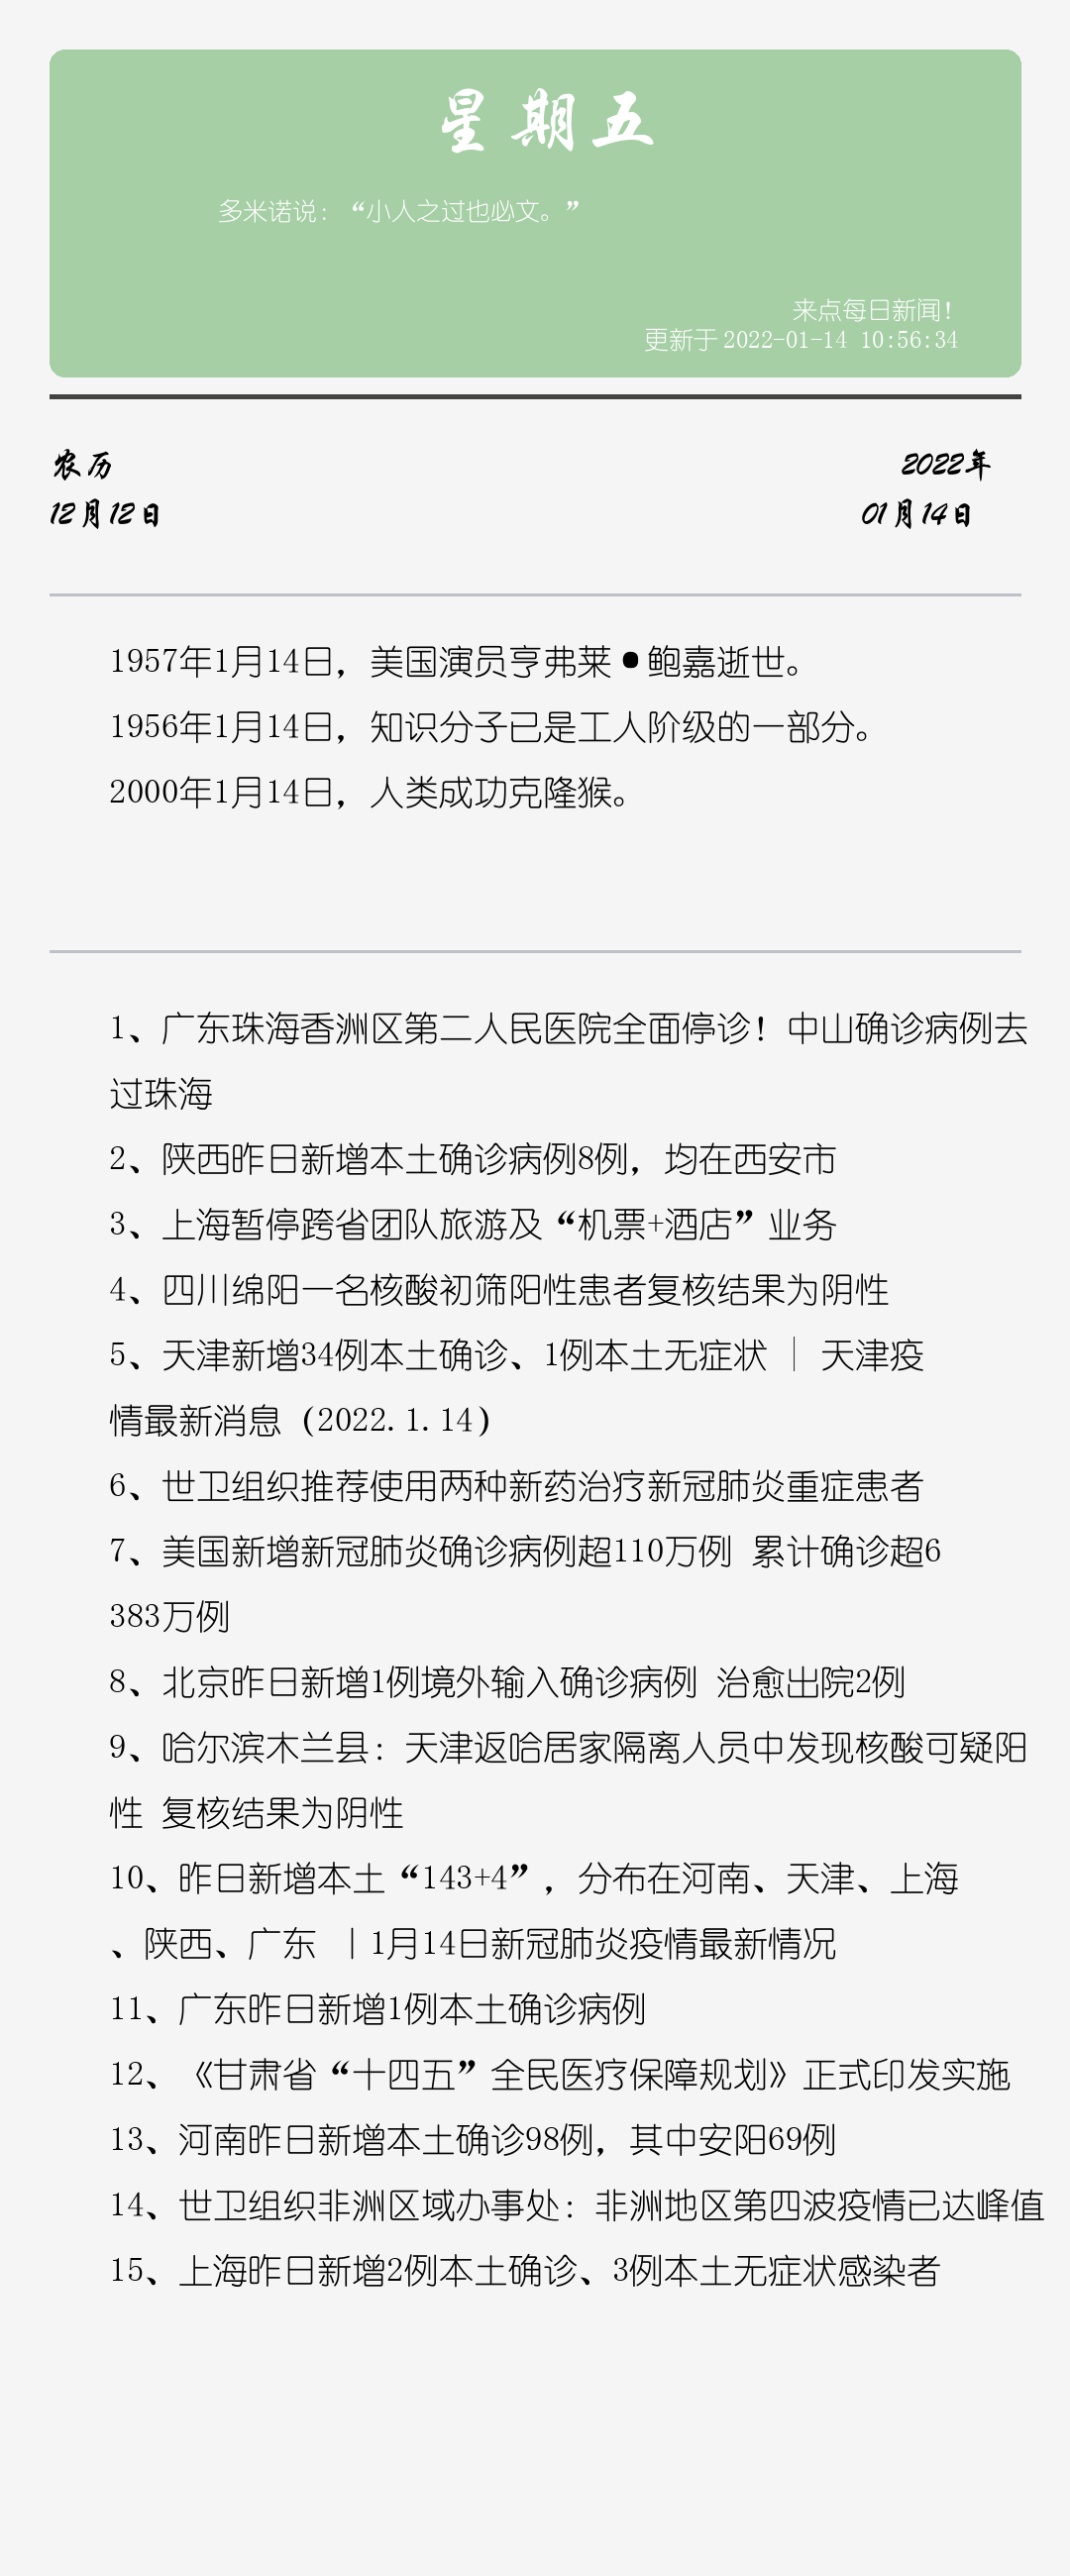 星期五
多米诺说：“小人之过也必文。”
来点每日新闻！
更新于2022-01-14 10:56:34
农历
2022年
12月12日
01月14日
1957年1月14日，美国演员亨弗莱•鲍嘉逝世。
1956年1月14日，知识分子已是工人阶级的一部分。
2000年1月14日，人类成功克隆猴。
1、广东珠海香洲区第二人民医院全面停诊！中山确诊病例去
过珠海
2、陕西昨日新增本土确诊病例8例，均在西安市
3、上海暂停跨省团队旅游及“机票+酒店”业务
4、四川绵阳一名核酸初筛阳性患者复核结果为阴性
5、天津新增34例本土确诊、1例本土无症状｜天津疫
情最新消息（2022.1.14）
6、世卫组织推荐使用两种新药治疗新冠肺炎重症患者
7、美国新增新冠肺炎确诊病例超110万例 累计确诊超6
383万例
8、北京昨日新增1例境外输入确诊病例 治愈出院2例
9、哈尔滨木兰县：天津返哈居家隔离人员中发现核酸可疑阳
性 复核结果为阴性
10、昨日新增本土“143+4”，分布在河南、天津、上海
、陕西、广东 丨1月14日新冠肺炎疫情最新情况
11、广东昨日新增1例本土确诊病例
12、《甘肃省“十四五”全民医疗保障规划》正式印发实施
13、河南昨日新增本土确诊98例，其中安阳69例
14、世卫组织非洲区域办事处：非洲地区第四波疫情已达峰值
15、上海昨日新增2例本土确诊、3例本土无症状感染者